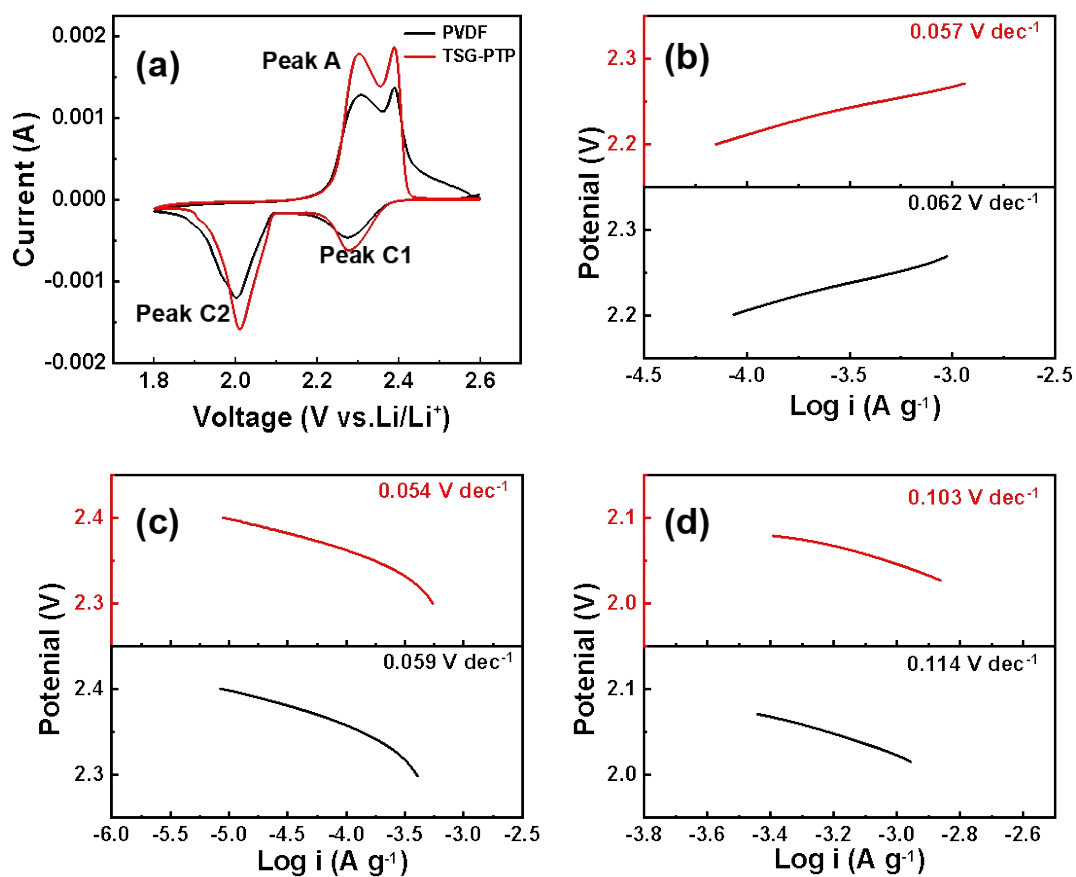 (a)
PVDF
TSG-PTP
Peak A
Peak C1
Peak C2
0.002
0.001
0.000
-0.001
-0.002
Current (A)
1.8 2.0 2.2 2.4 2.6
Voltage (V vs.Li/Li⁺)
(b)
0.057 V dec⁻¹
2.3
2.2
0.062 V dec⁻¹
2.3
2.2
Potenial (V)
-4.5 -4.0 -3.5 -3.0 -2.5
Log i (A g⁻¹)
(c)
0.054 V dec⁻¹
2.4
2.3
0.059 V dec⁻¹
2.4
2.3
Potenial (V)
-6.0 -5.5 -5.0 -4.5 -4.0 -3.5 -3.0 -2.5
Log i (A g⁻¹)
(d)
0.103 V dec⁻¹
2.1
2.0
0.114 V dec⁻¹
2.1
2.0
Potenial (V)
-3.8 -3.6 -3.4 -3.2 -3.0 -2.8 -2.6
Log i (A g⁻¹)